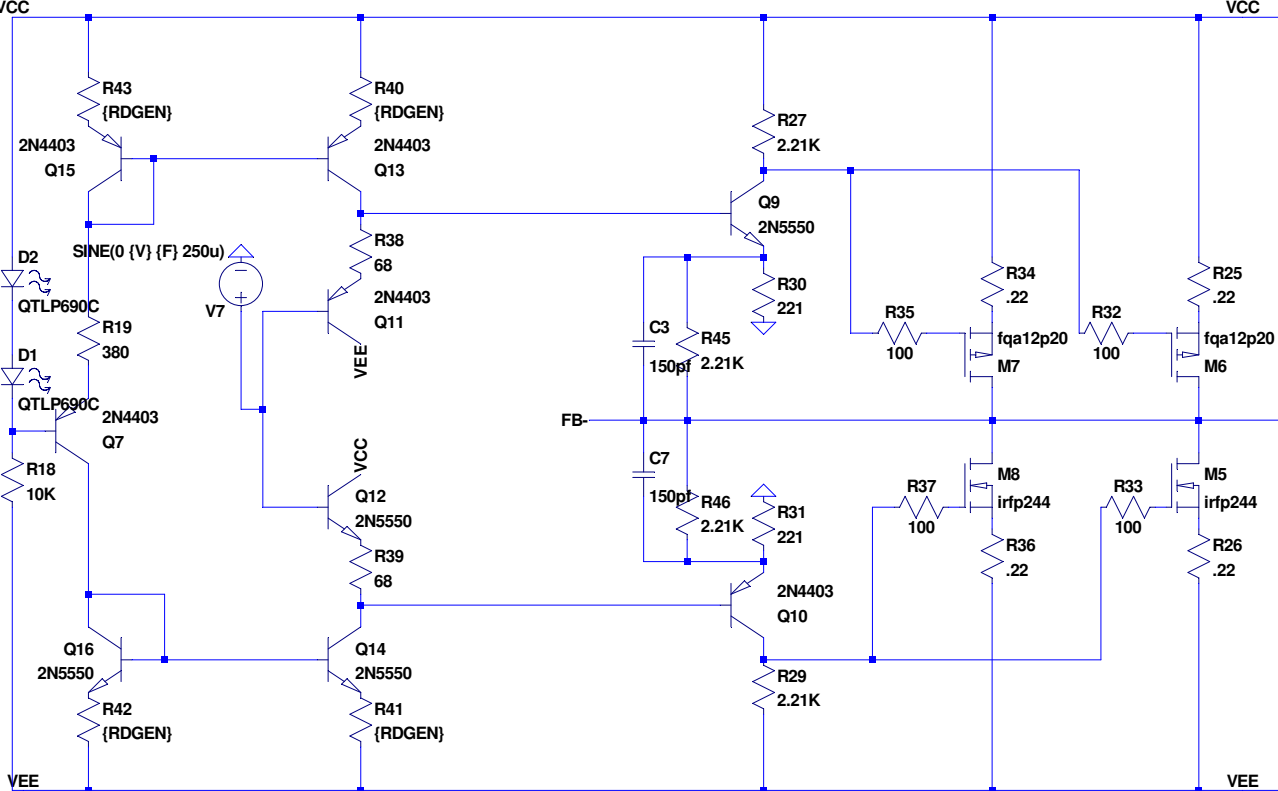 VCC
VCC
R43
{RDGEN}
R40
{RDGEN}
R27
2.21K
2N4403
Q15
2N4403
Q13
Q9
2N5550
SINE(0 {V} {F} 250u)
R38
68
D2
QTLP690C
V7
2N4403
Q11
R30
221
R34
.22
R25
.22
R19
380
C3
150pf
R45
2.21K
R35
100
fqa12p20
M7
R32
100
fqa12p20
M6
VEE
D1
QTLP690C
2N4403
Q7
FB-
R18
10K
VCC
Q12
2N5550
C7
150pf
R46
2.21K
R31
221
R37
100
M8
irfp244
R33
100
M5
irfp244
R39
68
R36
.22
R26
.22
2N4403
Q10
Q16
2N5550
Q14
2N5550
R29
2.21K
R42
{RDGEN}
R41
{RDGEN}
VEE
VEE